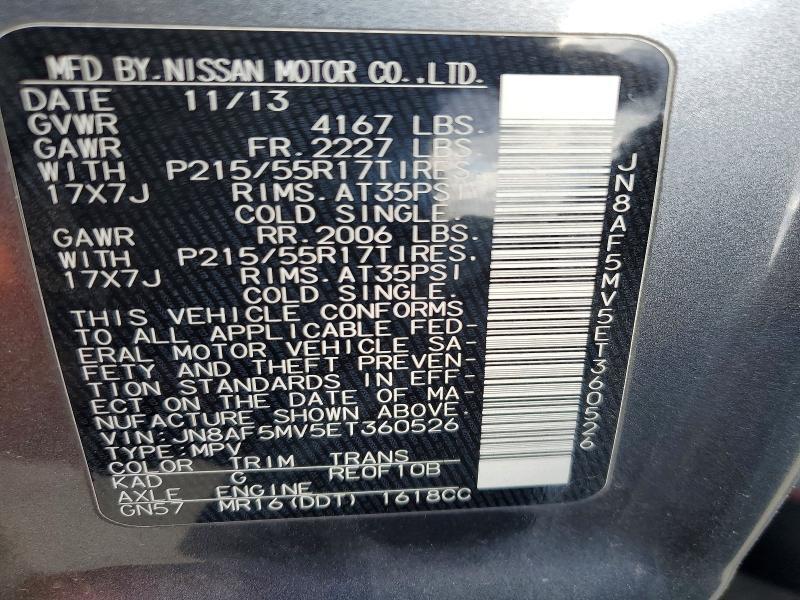 MFD BY.NISSAN MOTOR CO.,LTD.
DATE 11/13
GVWR 4167 LBS.
GAWR FR.2227 LBS.
WITH P215/55R17TIRES.
17X7J RIMS.AT35PSI
COLD SINGLE.
GAWR RR.2006 LBS.
WITH P215/55R17TIRES.
17X7J RIMS.AT35PSI
COLD SINGLE.
THIS VEHICLE CONFORMS
TO ALL APPLICABLE FED-
ERAL MOTOR VEHICLE SA-
FETY AND THEFT PREVEN-
TION STANDARDS IN EFF-
ECT ON THE DATE OF MA-
NUFACTURE SHOWN ABOVE.
VIN:JN8AF5MV5ET360526
TYPE:MPV
COLOR TRIM TRANS
KAD G RE0F10B
AXLE ENGINE
GN57 MR16(DDT) 1618CC
JN8AF5MV5ET360526